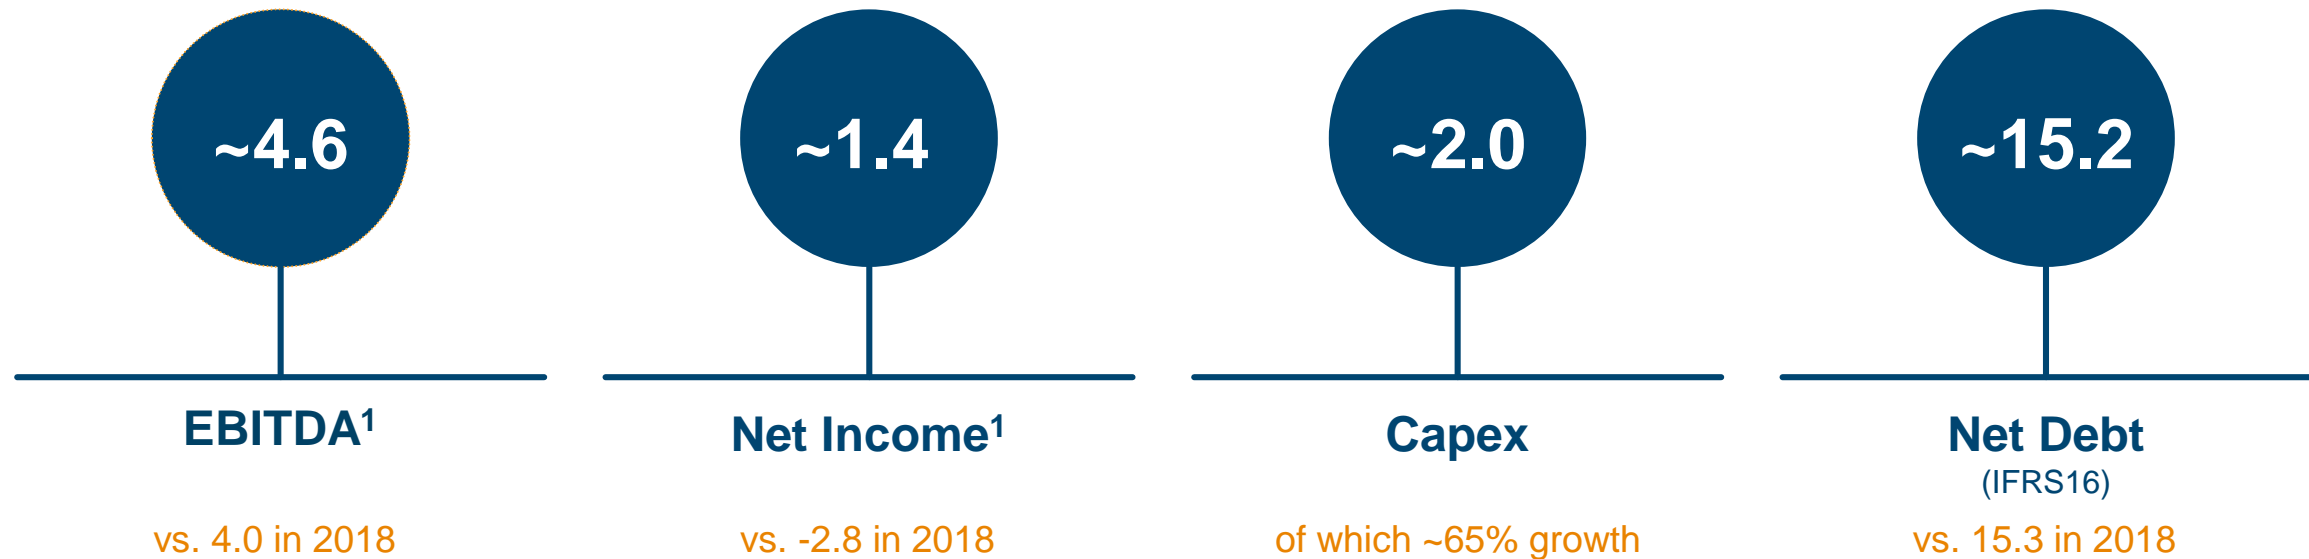 ~4.6
EBITDA¹
vs. 4.0 in 2018
~1.4
Net Income¹
vs. -2.8 in 2018
~2.0
Capex
of which ~65% growth
~15.2
Net Debt
(IFRS16)
vs. 15.3 in 2018